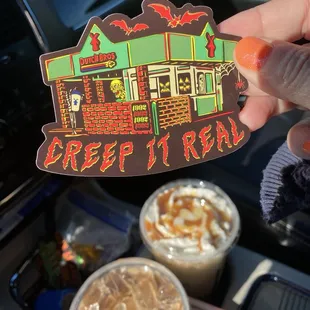 DUTCH BROS
1992
CREEP IT REAL